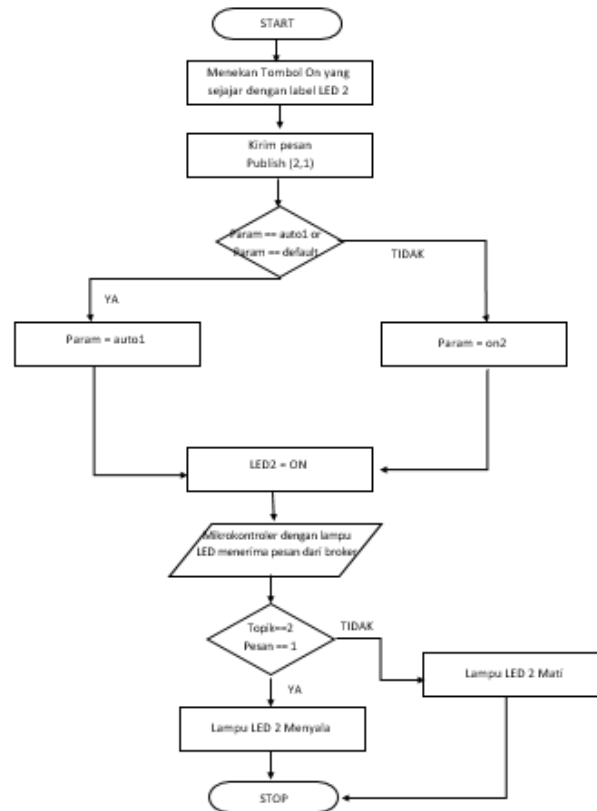 START
Menekan Tombol On yang
sejajar dengan label LED 2
Kirim pesan
Publish (2,1)
Param == auto1 or
Param == default
TIDAK
YA
Param = auto1
Param = on2
LED2 = ON
Mikrokontroler dengan lampu
LED menerima pesan dari broker
Topik==2
Pesan == 1
TIDAK
YA
Lampu LED 2 Mati
Lampu LED 2 Menyala
STOP